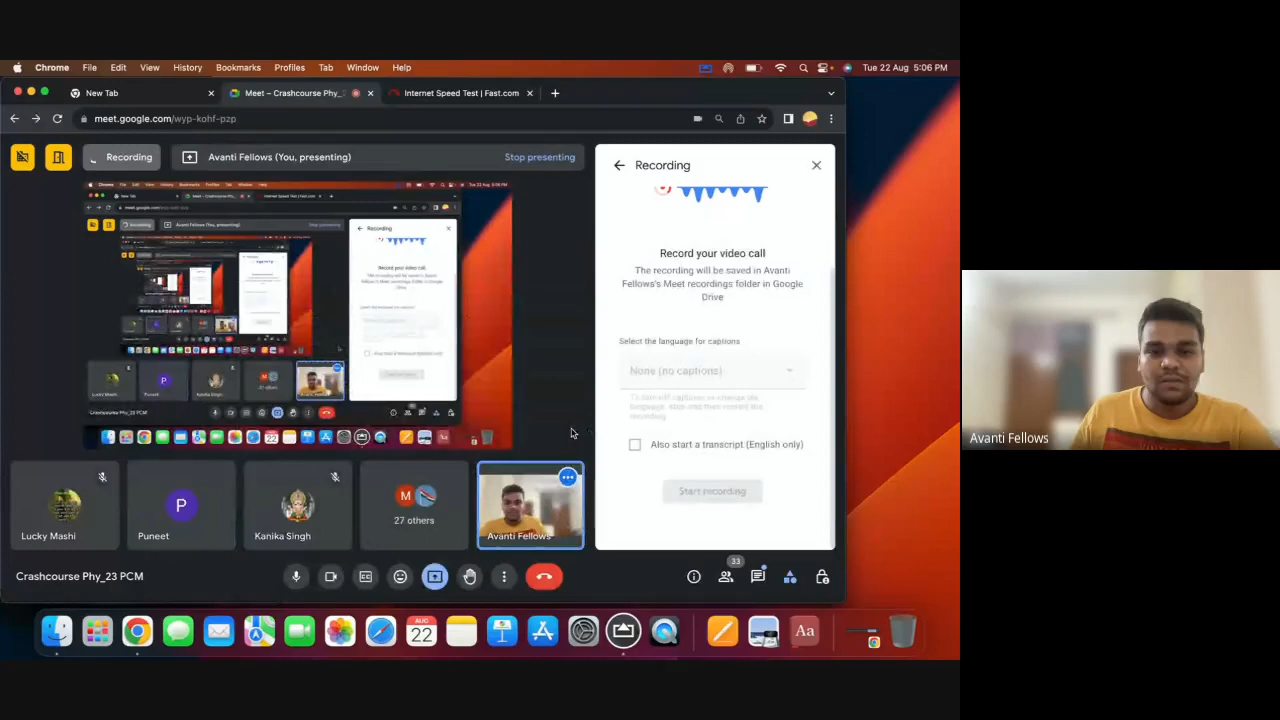 Chrome File Edit View History Bookmarks Profiles Tab Window Help Tue 22 Aug 5:06 PM
New Tab Meet – Crashcourse Phy_2 Internet Speed Test | Fast.com
meet.google.com/wyp-kohf-pzp
Recording Avanti Fellows (You, presenting) Stop presenting
Recording
Record your video call
The recording will be saved in Avanti
Fellows's Meet recordings folder in Google
Drive
Select the language for captions
None (no captions)
Also start a transcript (English only)
Start recording
Avanti Fellows
Lucky Mashi
P
Puneet
Kanika Singh
M
27 others
Avanti Fellows
Crashcourse Phy_23 PCM
33
AUG
22
Aa